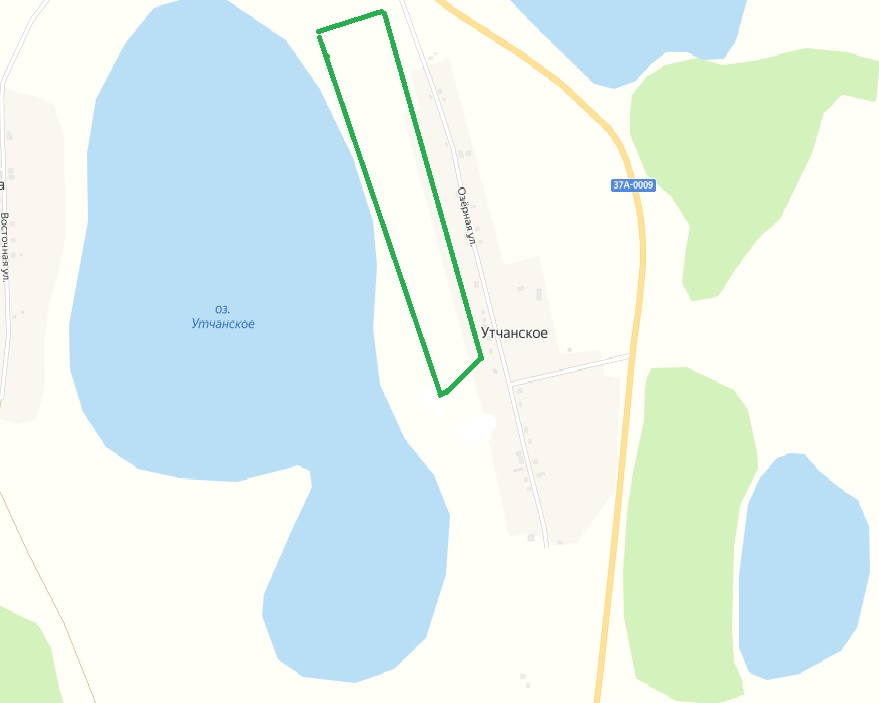 37А-0009
а
Восточная ул.
Озёрная ул.
оз.
Утчанское
Утчанское